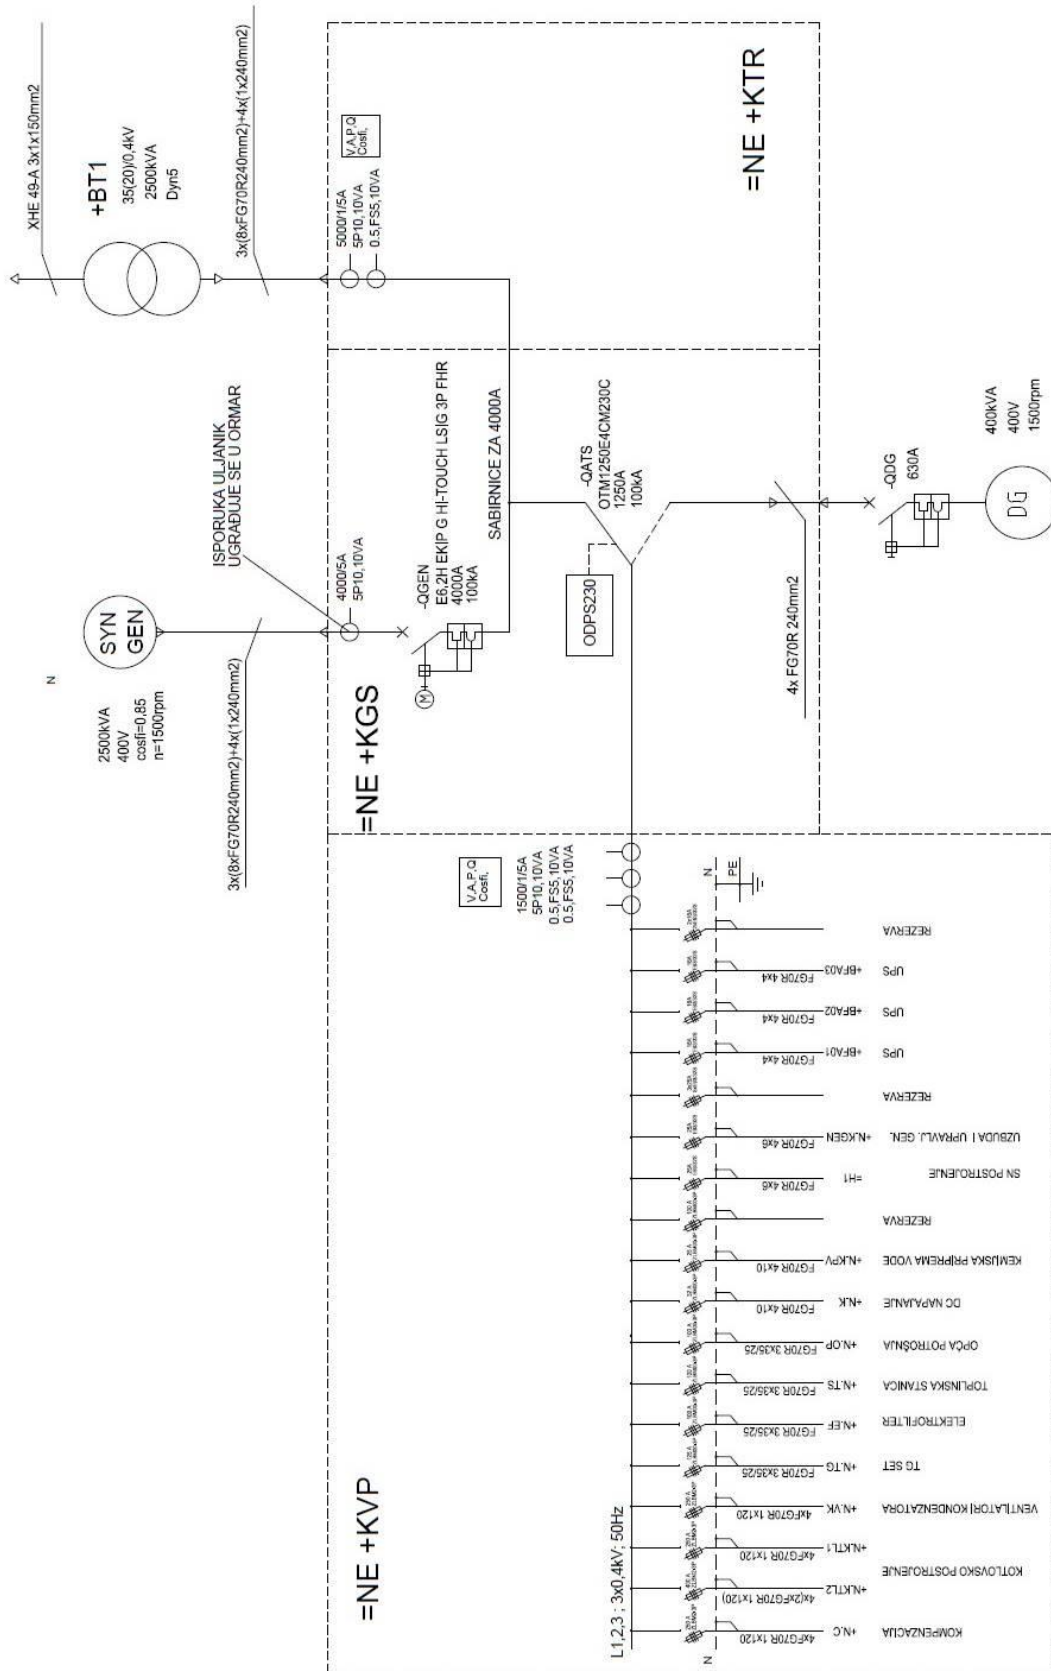 XHE 49-A 3x1x150mm2
+BT1
35(20)/0,4kV
2500kVA
Dyn5
3x(8xFG70R240mm2)+4x(1x240mm2)
V,A,P,Q
Cosfi,
5000/1/5A
5P10,10VA
0.5,FS5,10VA
=NE +KTR
N
SYN
GEN
2500kVA
400V
cosfi=0,85
n=1500rpm
3x(8xFG70R240mm2)+4x(1x240mm2)
ISPORUKA ULJANIK
UGRAĐUJE SE U ORMAR
4000/5A
5P10,10VA
=NE +KGS
-QGEN
E6.2H EKIP G HI-TOUCH LSIG 3P FHR
4000A
100kA
M
SABIRNICE ZA 4000A
-QATS
OTM1250E4CM230C
1250A
100kA
ODPS230
4x FG70R 240mm2
-QDG
630A
DG
400kVA
400V
1500rpm
=NE +KVP
V,A,P,Q
Cosfi,
1500/1/5A
5P10,10VA
0.5,FS5,10VA
0.5,FS5,10VA
L1,2,3 ; 3x0,4kV; 50Hz
N
N
PE
4xFG70R 1x120
+N.C
KOMPENZACIJA
4x(2xFG70R 1x120)
+N.KTL2
4xFG70R 1x120
+N.KTL1
KOTLOVSKO POSTROJENJE
4xFG70R 1x120
+N.VK
VENTILATORI KONDENZATORA
FG70R 3x35/25
+N.TG
TG SET
FG70R 3x35/25
+N.EF
ELEKTROFILTER
FG70R 3x35/25
+N.TS
TOPLINSKA STANICA
FG70R 3x35/25
+N.OP
OPĆA POTROŠNJA
FG70R 4x10
+N.K
DC NAPAJANJE
FG70R 4x10
+N.KPV
KEMIJSKA PRIPREMA VODE
REZERVA
FG70R 4x6
=H1
SN POSTROJENJE
FG70R 4x6
+N.KGEN
UZBUDA I UPRAVLJ. GEN.
REZERVA
FG70R 4x4
+BFA01
UPS
FG70R 4x4
+BFA02
UPS
FG70R 4x4
+BFA03
UPS
REZERVA